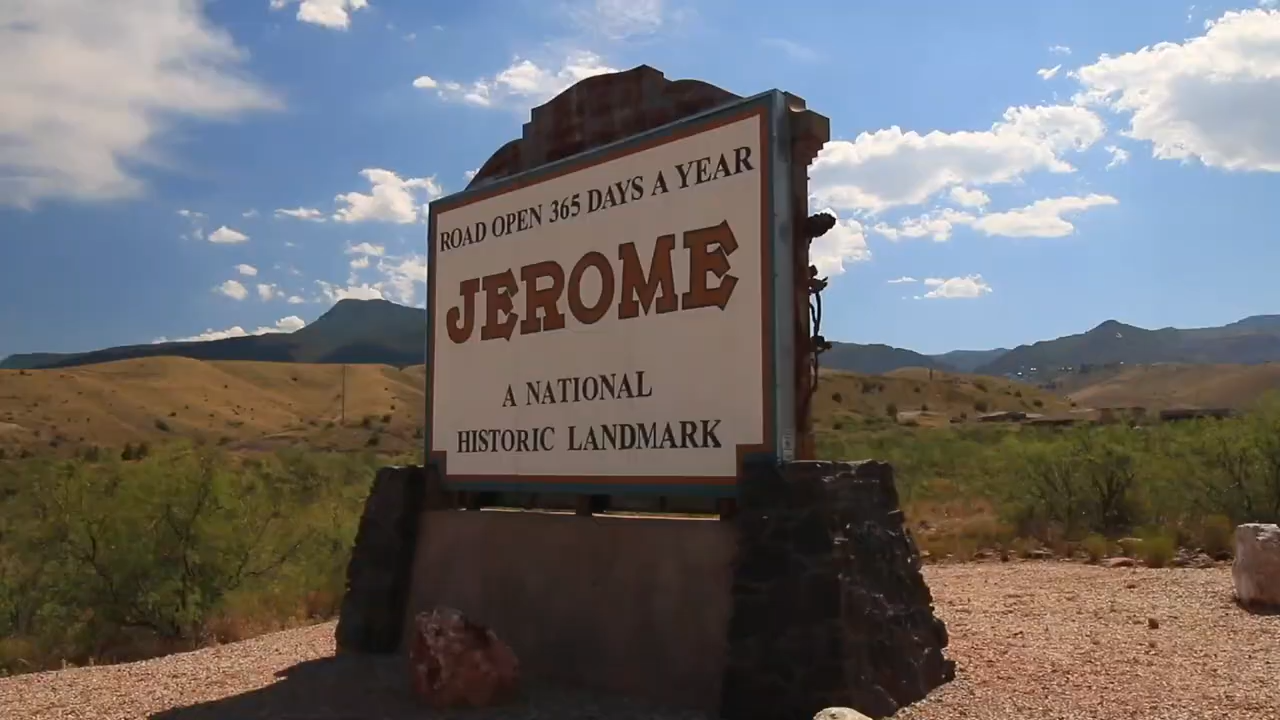 ROAD OPEN 365 DAYS A YEAR
JEROME
A NATIONAL
HISTORIC LANDMARK